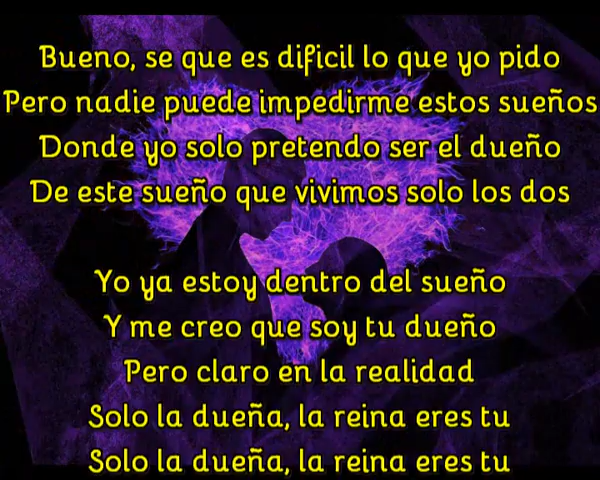 Bueno, se que es dificil lo que yo pido
Pero nadie puede impedirme estos sueños
Donde yo solo pretendo ser el dueño
De este sueño que vivimos solo los dos
Yo ya estoy dentro del sueño
Y me creo que soy tu dueño
Pero claro en la realidad
Solo la dueña, la reina eres tu
Solo la dueña, la reina eres tu